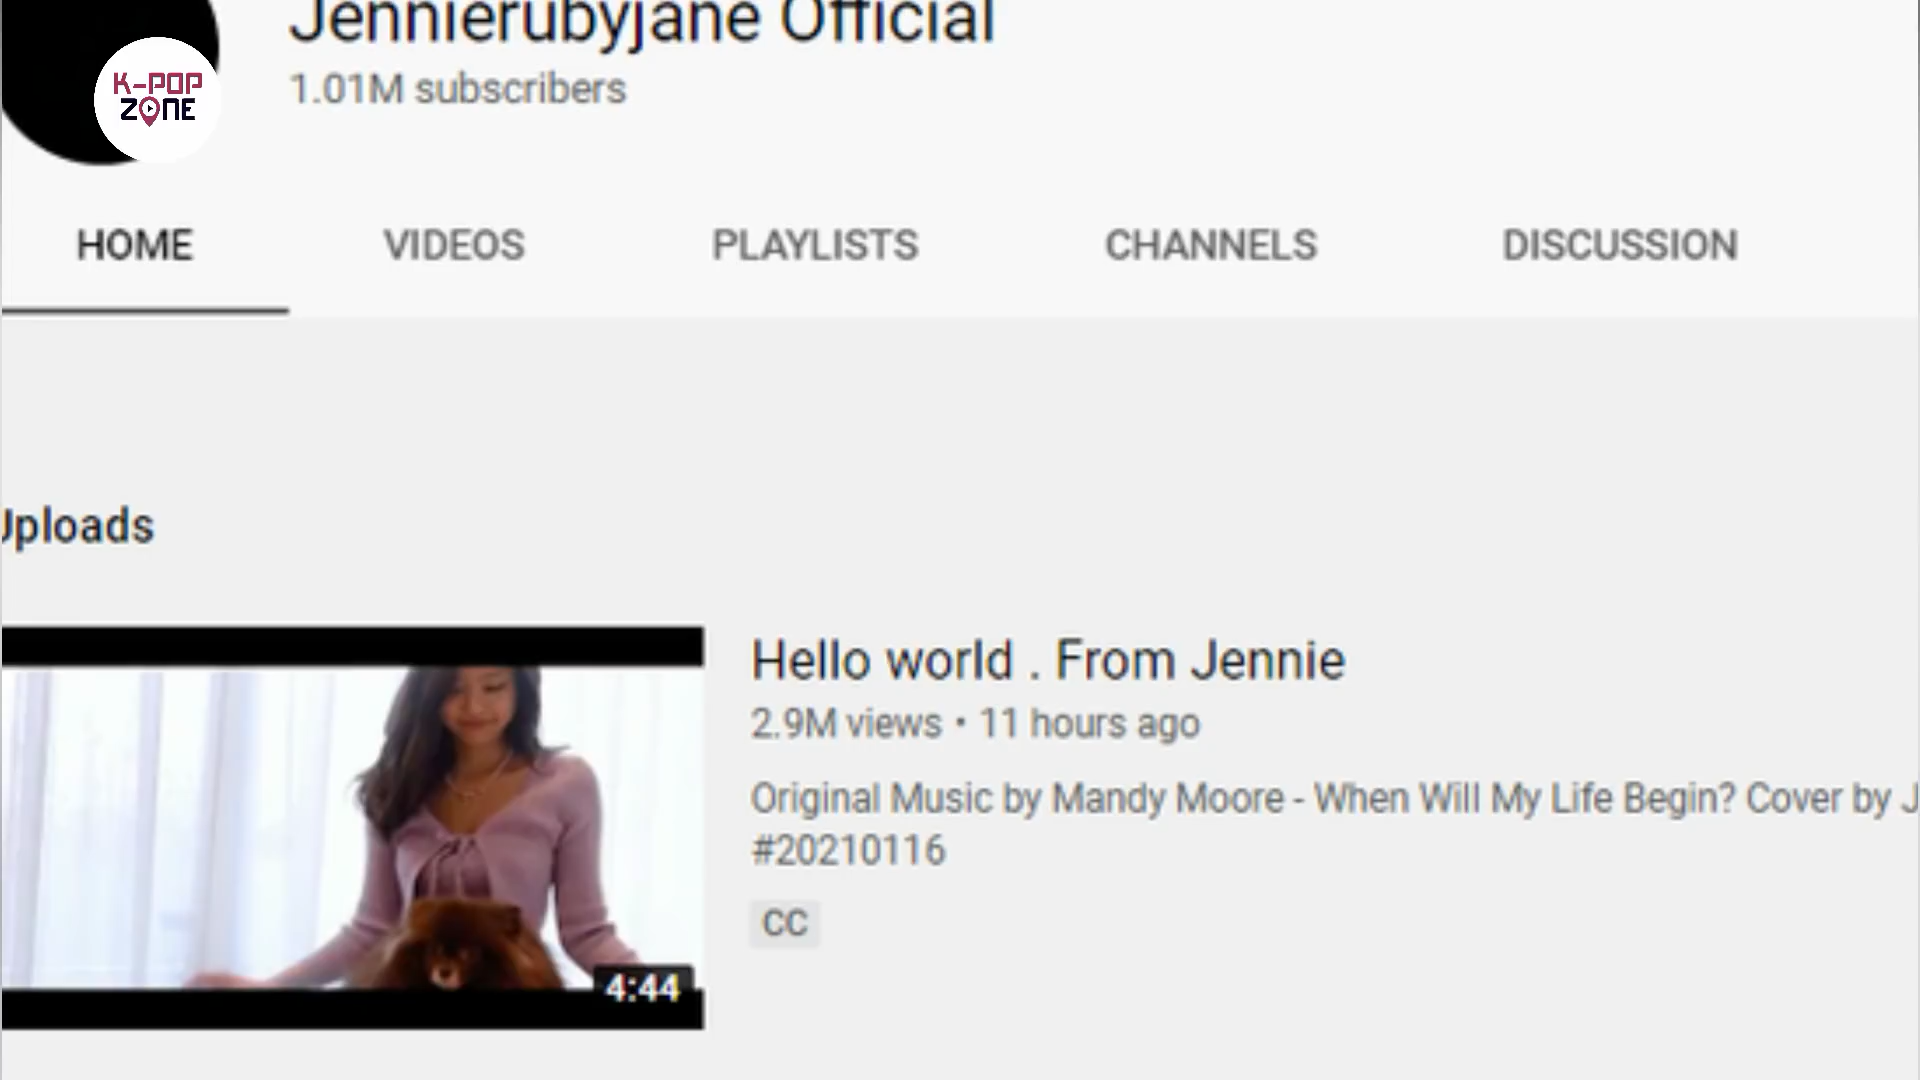 Jennierubyjane Official
1.01M subscribers
K-POP
ZONE
HOME VIDEOS PLAYLISTS CHANNELS DISCUSSION
Uploads
Hello world . From Jennie
2.9M views • 11 hours ago
Original Music by Mandy Moore - When Will My Life Begin? Cover by J
#20210116
CC
4:44